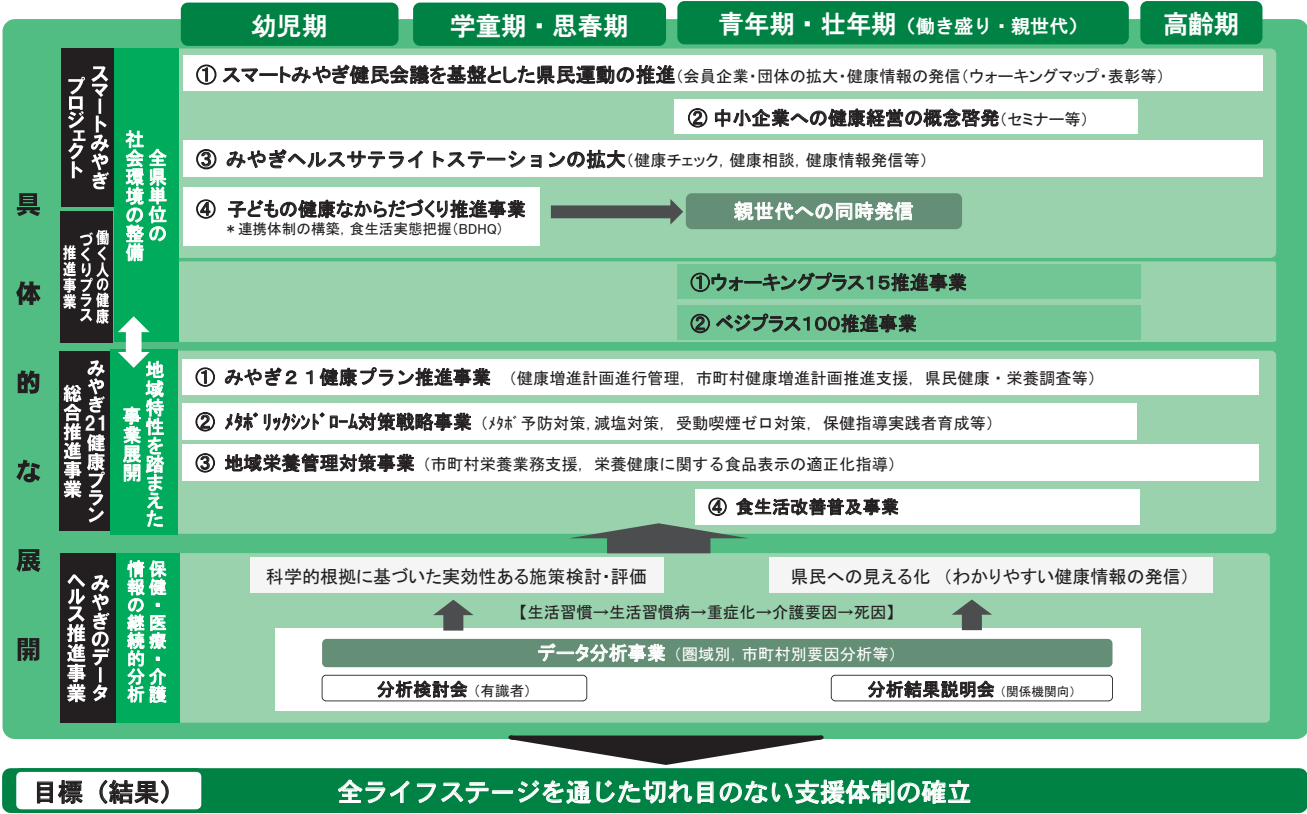 幼児期
学童期・思春期
青年期・壮年期（働き盛り・親世代）
高齢期
具体的な展開
スマートみやぎ
プロジェクト
働く人の健康
づくりプラス
推進事業
全県単位の
社会環境の整備
① スマートみやぎ健民会議を基盤とした県民運動の推進（会員企業・団体の拡大・健康情報の発信（ウォーキングマップ・表彰等）
② 中小企業への健康経営の概念啓発（セミナー等）
③ みやぎヘルスサテライトステーションの拡大（健康チェック，健康相談，健康情報発信等）
④ 子どもの健康なからだづくり推進事業
＊連携体制の構築，食生活実態把握（BDHQ）
親世代への同時発信
①ウォーキングプラス１５推進事業
② ベジプラス１００推進事業
みやぎ21健康プラン
総合推進事業
地域特性を踏まえた
事業展開
① みやぎ２１健康プラン推進事業 （健康増進計画進行管理，市町村健康増進計画推進支援，県民健康・栄養調査等）
② ﾒﾀﾎﾞﾘｯｸｼﾝﾄﾞﾛｰﾑ対策戦略事業 （ﾒﾀﾎﾞ予防対策，減塩対策，受動喫煙ゼロ対策，保健指導実践者育成等）
③ 地域栄養管理対策事業 （市町村栄養業務支援，栄養健康に関する食品表示の適正化指導）
④ 食生活改善普及事業
みやぎのデータ
ヘルス推進事業
保健・医療・介護
情報の継続的分析
科学的根拠に基づいた実効性ある施策検討・評価
県民への見える化 （わかりやすい健康情報の発信）
【生活習慣→生活習慣病→重症化→介護要因→死因】
データ分析事業 （圏域別，市町村別要因分析等）
分析検討会（有識者）
分析結果説明会（関係機関向）
目標（結果）
全ライフステージを通じた切れ目のない支援体制の確立